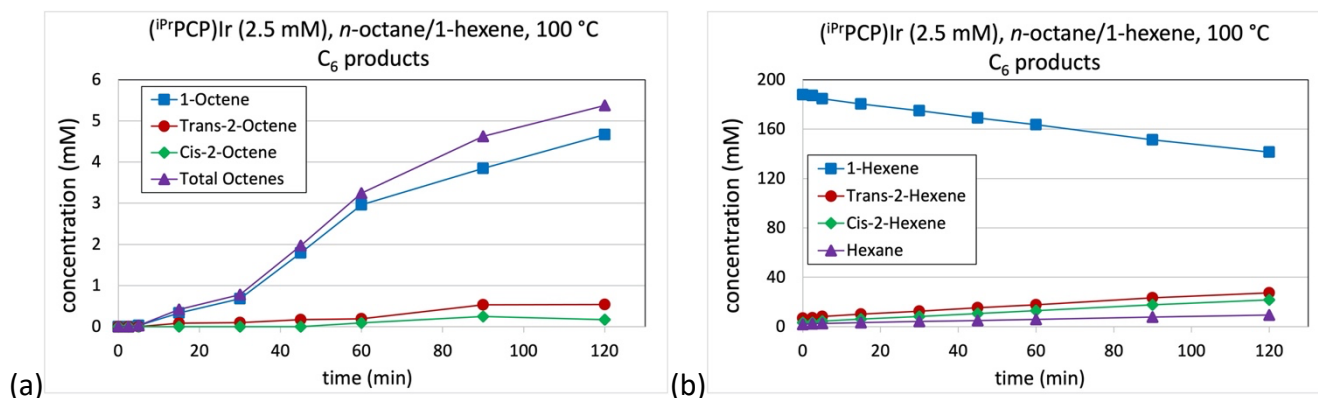 (ⁱᴾʳPCP)Ir (2.5 mM), n-octane/1-hexene, 100 °C
C₆ products
6
5
4
3
2
1
0
concentration (mM)
1-Octene
Trans-2-Octene
Cis-2-Octene
Total Octenes
0 20 40 60 80 100 120
time (min)
(a)
(ⁱᴾʳPCP)Ir (2.5 mM), n-octane/1-hexene, 100 °C
C₆ products
200
160
120
80
40
0
concentration (mM)
1-Hexene
Trans-2-Hexene
Cis-2-Hexene
Hexane
0 20 40 60 80 100 120
time (min)
(b)